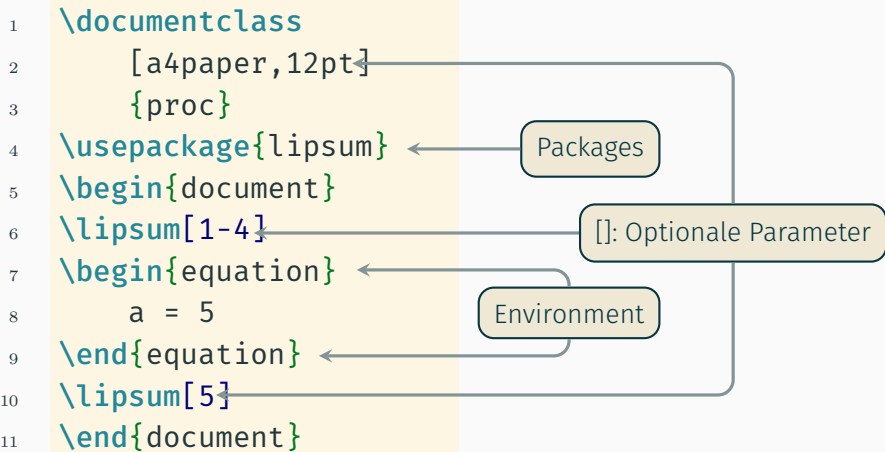 1 \documentclass
2     [a4paper,12pt]
3     {proc}
4 \usepackage{lipsum} Packages
5 \begin{document}
6 \lipsum[1-4] []: Optionale Parameter
7 \begin{equation}
8     a = 5 Environment
9 \end{equation}
10 \lipsum[5]
11 \end{document}